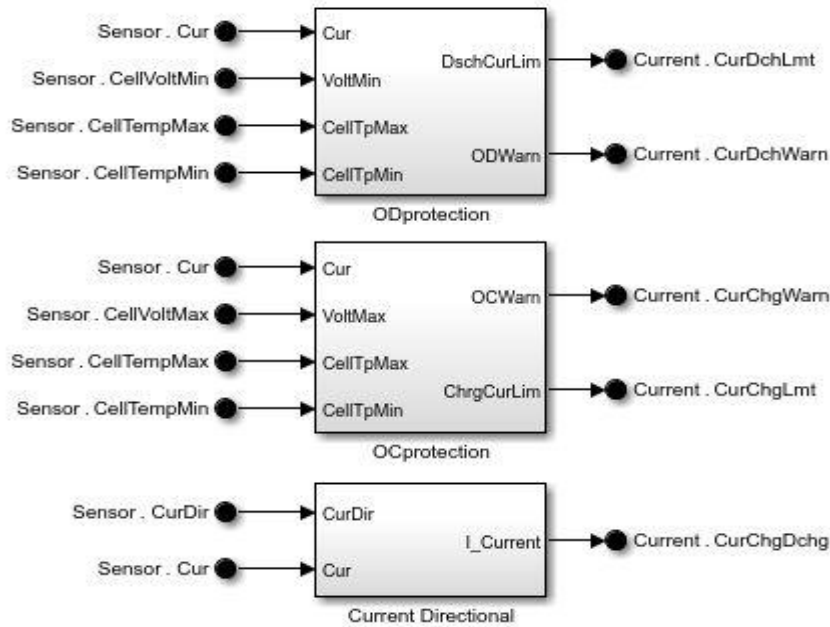 Sensor . Cur
Cur
DschCurLim
Current . CurDchLmt
Sensor . CellVoltMin
VoltMin
Sensor . CellTempMax
CellTpMax
ODWarn
Current . CurDchWarn
Sensor . CellTempMin
CellTpMin
ODprotection
Sensor . Cur
Cur
OCWarn
Current . CurChgWarn
Sensor . CellVoltMax
VoltMax
Sensor . CellTempMax
CellTpMax
ChrgCurLim
Current . CurChgLmt
Sensor . CellTempMin
CellTpMin
OCprotection
Sensor . CurDir
CurDir
I_Current
Current . CurChgDchg
Sensor . Cur
Cur
Current Directional